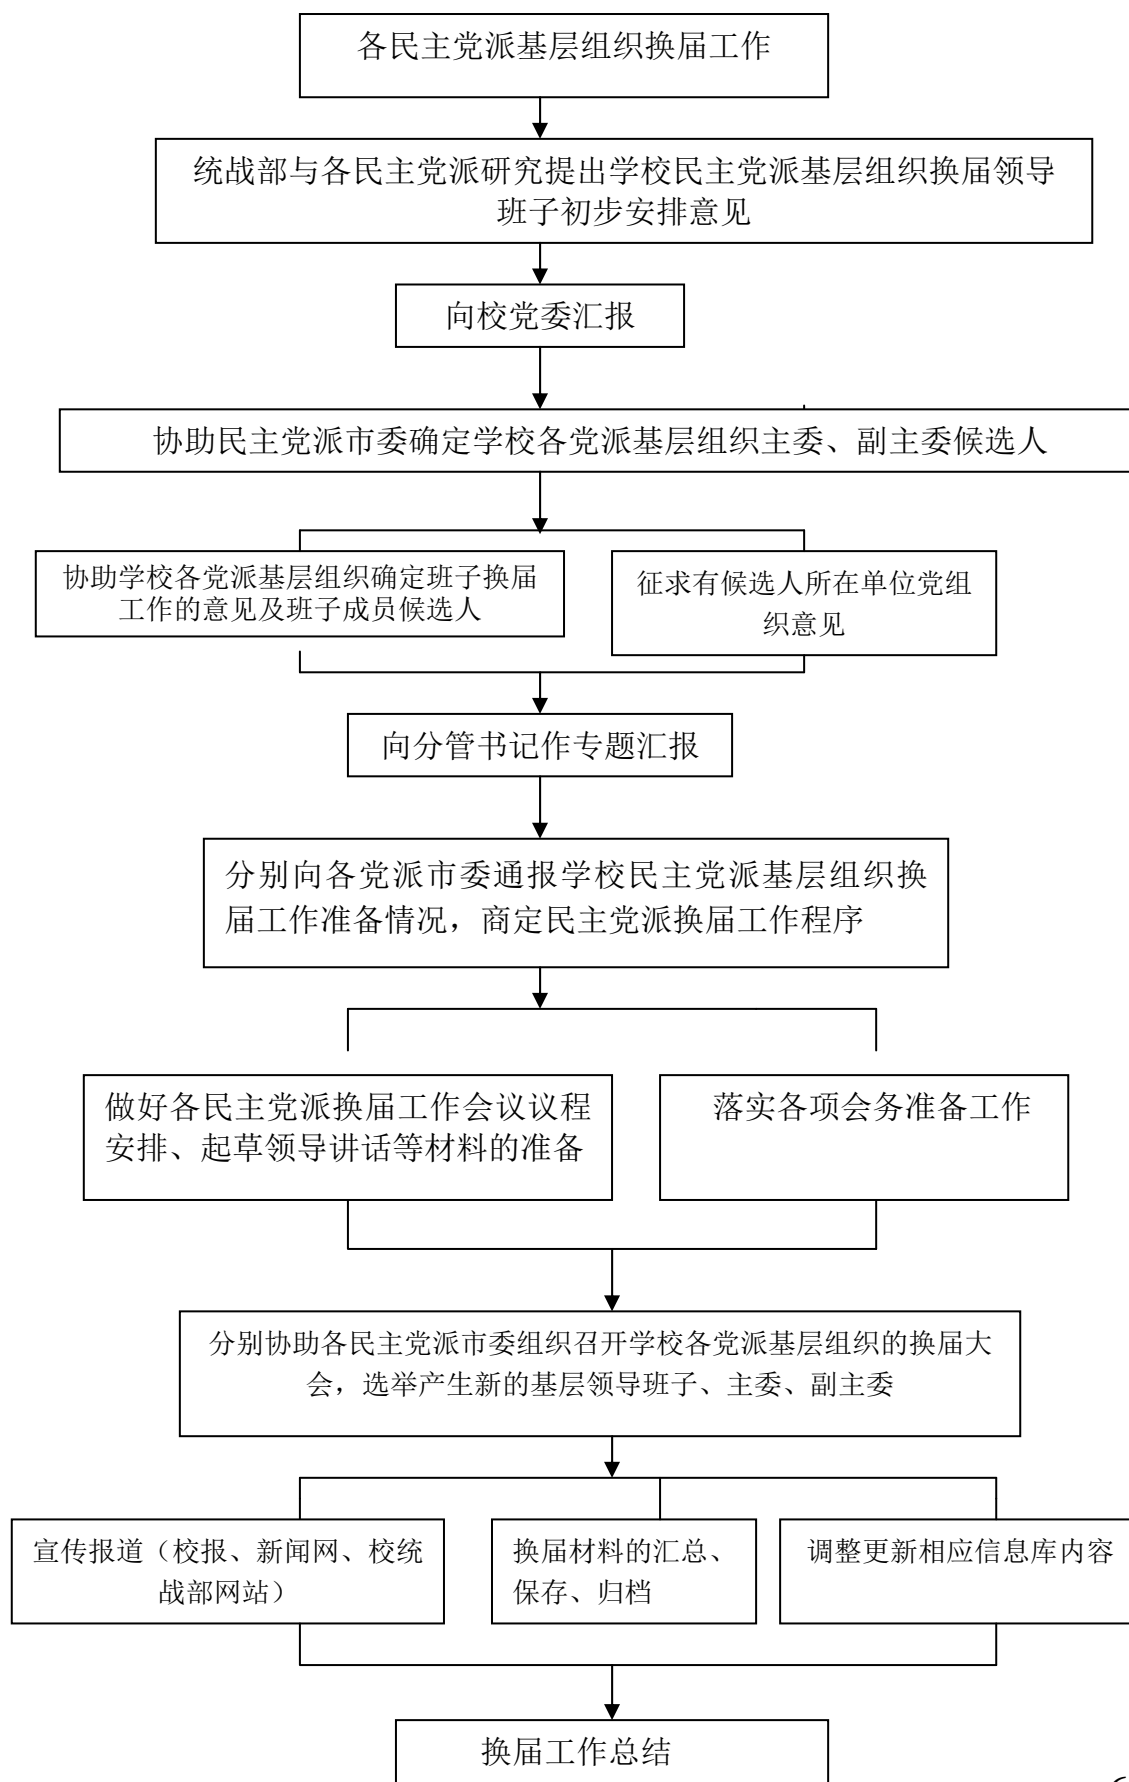 各民主党派基层组织换届工作
统战部与各民主党派研究提出学校民主党派基层组织换届领导
班子初步安排意见
向校党委汇报
协助民主党派市委确定学校各党派基层组织主委、副主委候选人
协助学校各党派基层组织确定班子换届
工作的意见及班子成员候选人
征求有候选人所在单位党组
织意见
向分管书记作专题汇报
分别向各党派市委通报学校民主党派基层组织换
届工作准备情况，商定民主党派换届工作程序
做好各民主党派换届工作会议议程
安排、起草领导讲话等材料的准备
落实各项会务准备工作
分别协助各民主党派市委组织召开学校各党派基层组织的换届大
会，选举产生新的基层领导班子、主委、副主委
宣传报道（校报、新闻网、校统
战部网站）
换届材料的汇总、
保存、归档
调整更新相应信息库内容
换届工作总结